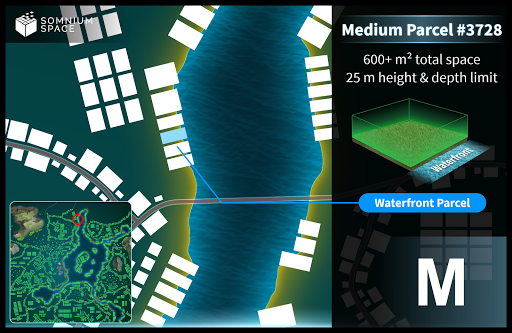 SOMNIUM
SPACE
Medium Parcel #3728
600+ m² total space
25 m height & depth limit
Waterfront
Waterfront Parcel
M